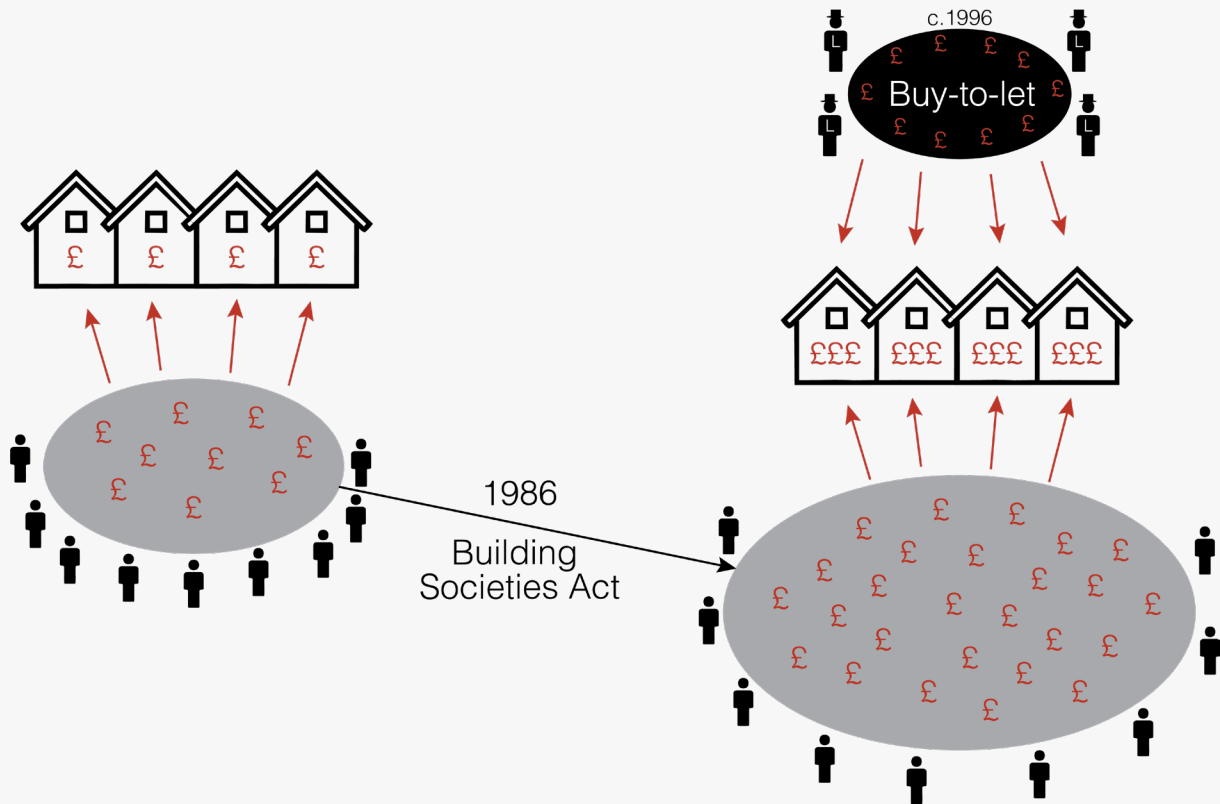 c.1996
£ £ £ £
£ Buy-to-let £
£ £ £ £
L L
L L
£ £ £ £
£££ £££ £££ £££
£ £ £
£ £ £ £
£ £ £
1986
Building
Societies Act
£ £ £
£ £ £ £ £
£ £ £ £
£ £ £ £ £
£ £ £ £
£ £ £ £
£ £ £